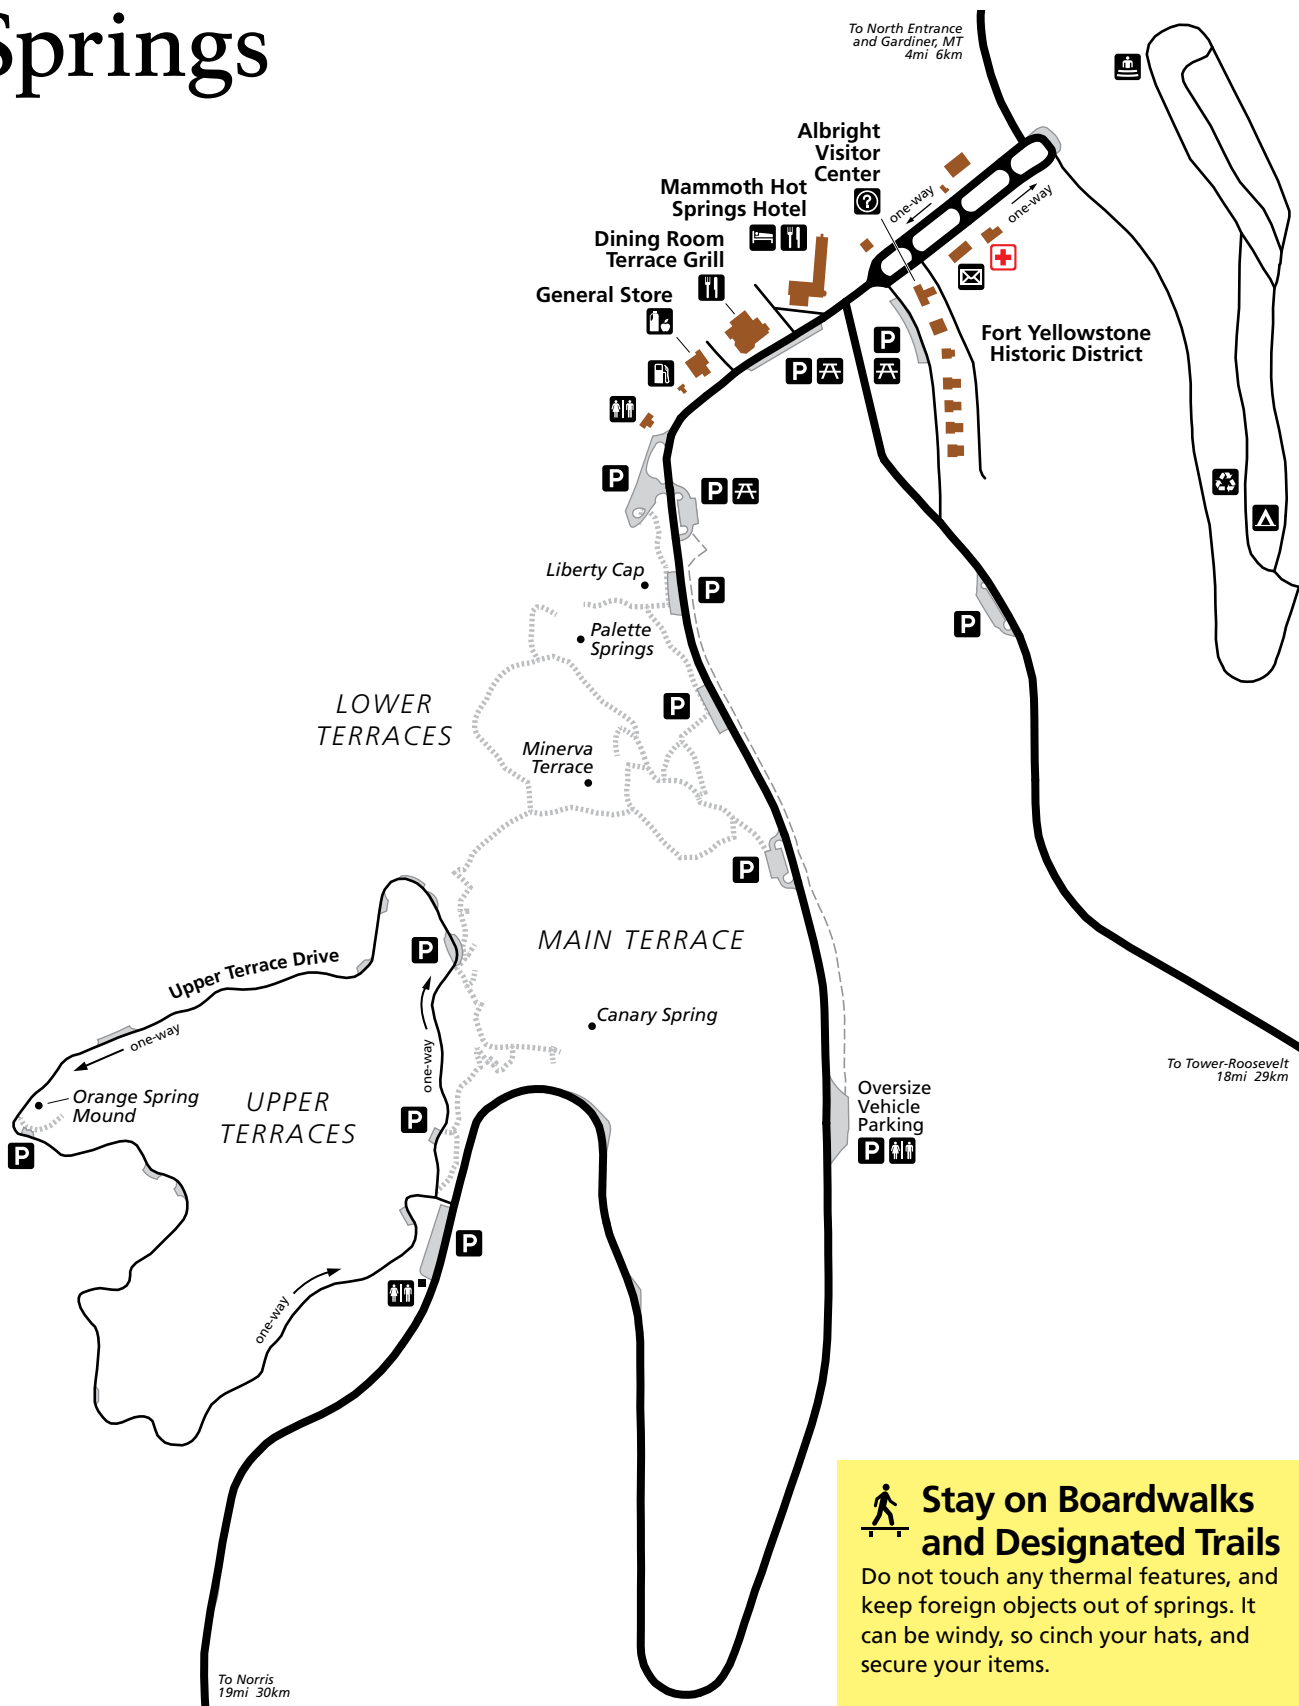 Springs
To North Entrance
and Gardiner, MT
4mi 6km
Albright
Visitor
Center
?
one-way
one-way
Mammoth Hot
Springs Hotel
Dining Room
Terrace Grill
General Store
Fort Yellowstone
Historic District
P
P
P
P
Liberty Cap
P
P
Palette
Springs
LOWER
TERRACES
P
Minerva
Terrace
P
MAIN TERRACE
P
Upper Terrace Drive
one-way
Canary Spring
one-way
To Tower-Roosevelt
18mi 29km
Orange Spring
Mound
UPPER
TERRACES
P
P
Oversize
Vehicle
Parking
P
P
one-way
Stay on Boardwalks
and Designated Trails
Do not touch any thermal features, and
keep foreign objects out of springs. It
can be windy, so cinch your hats, and
secure your items.
To Norris
19mi 30km